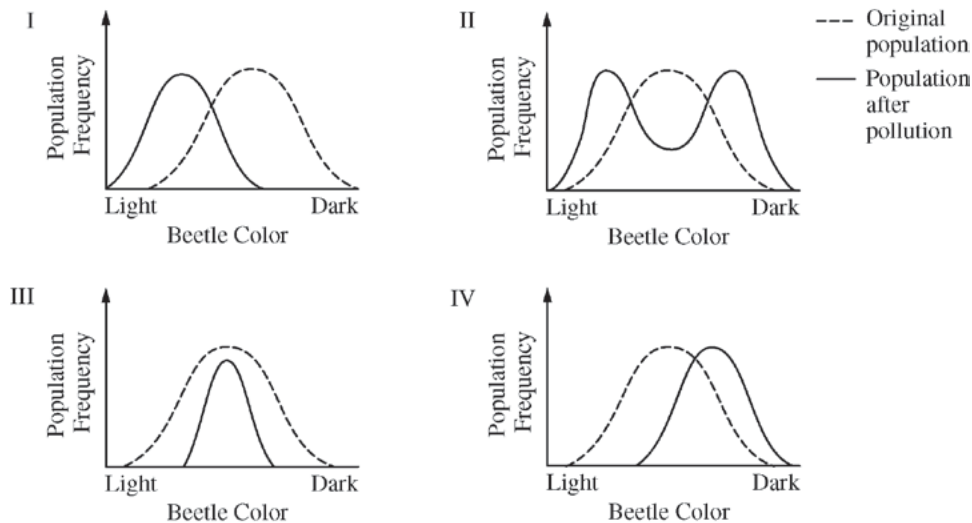 I
Population
Frequency
Light
Dark
Beetle Color
II
Population
Frequency
Light
Dark
Beetle Color
Original
population
Population
after
pollution
III
Population
Frequency
Light
Dark
Beetle Color
IV
Population
Frequency
Light
Dark
Beetle Color